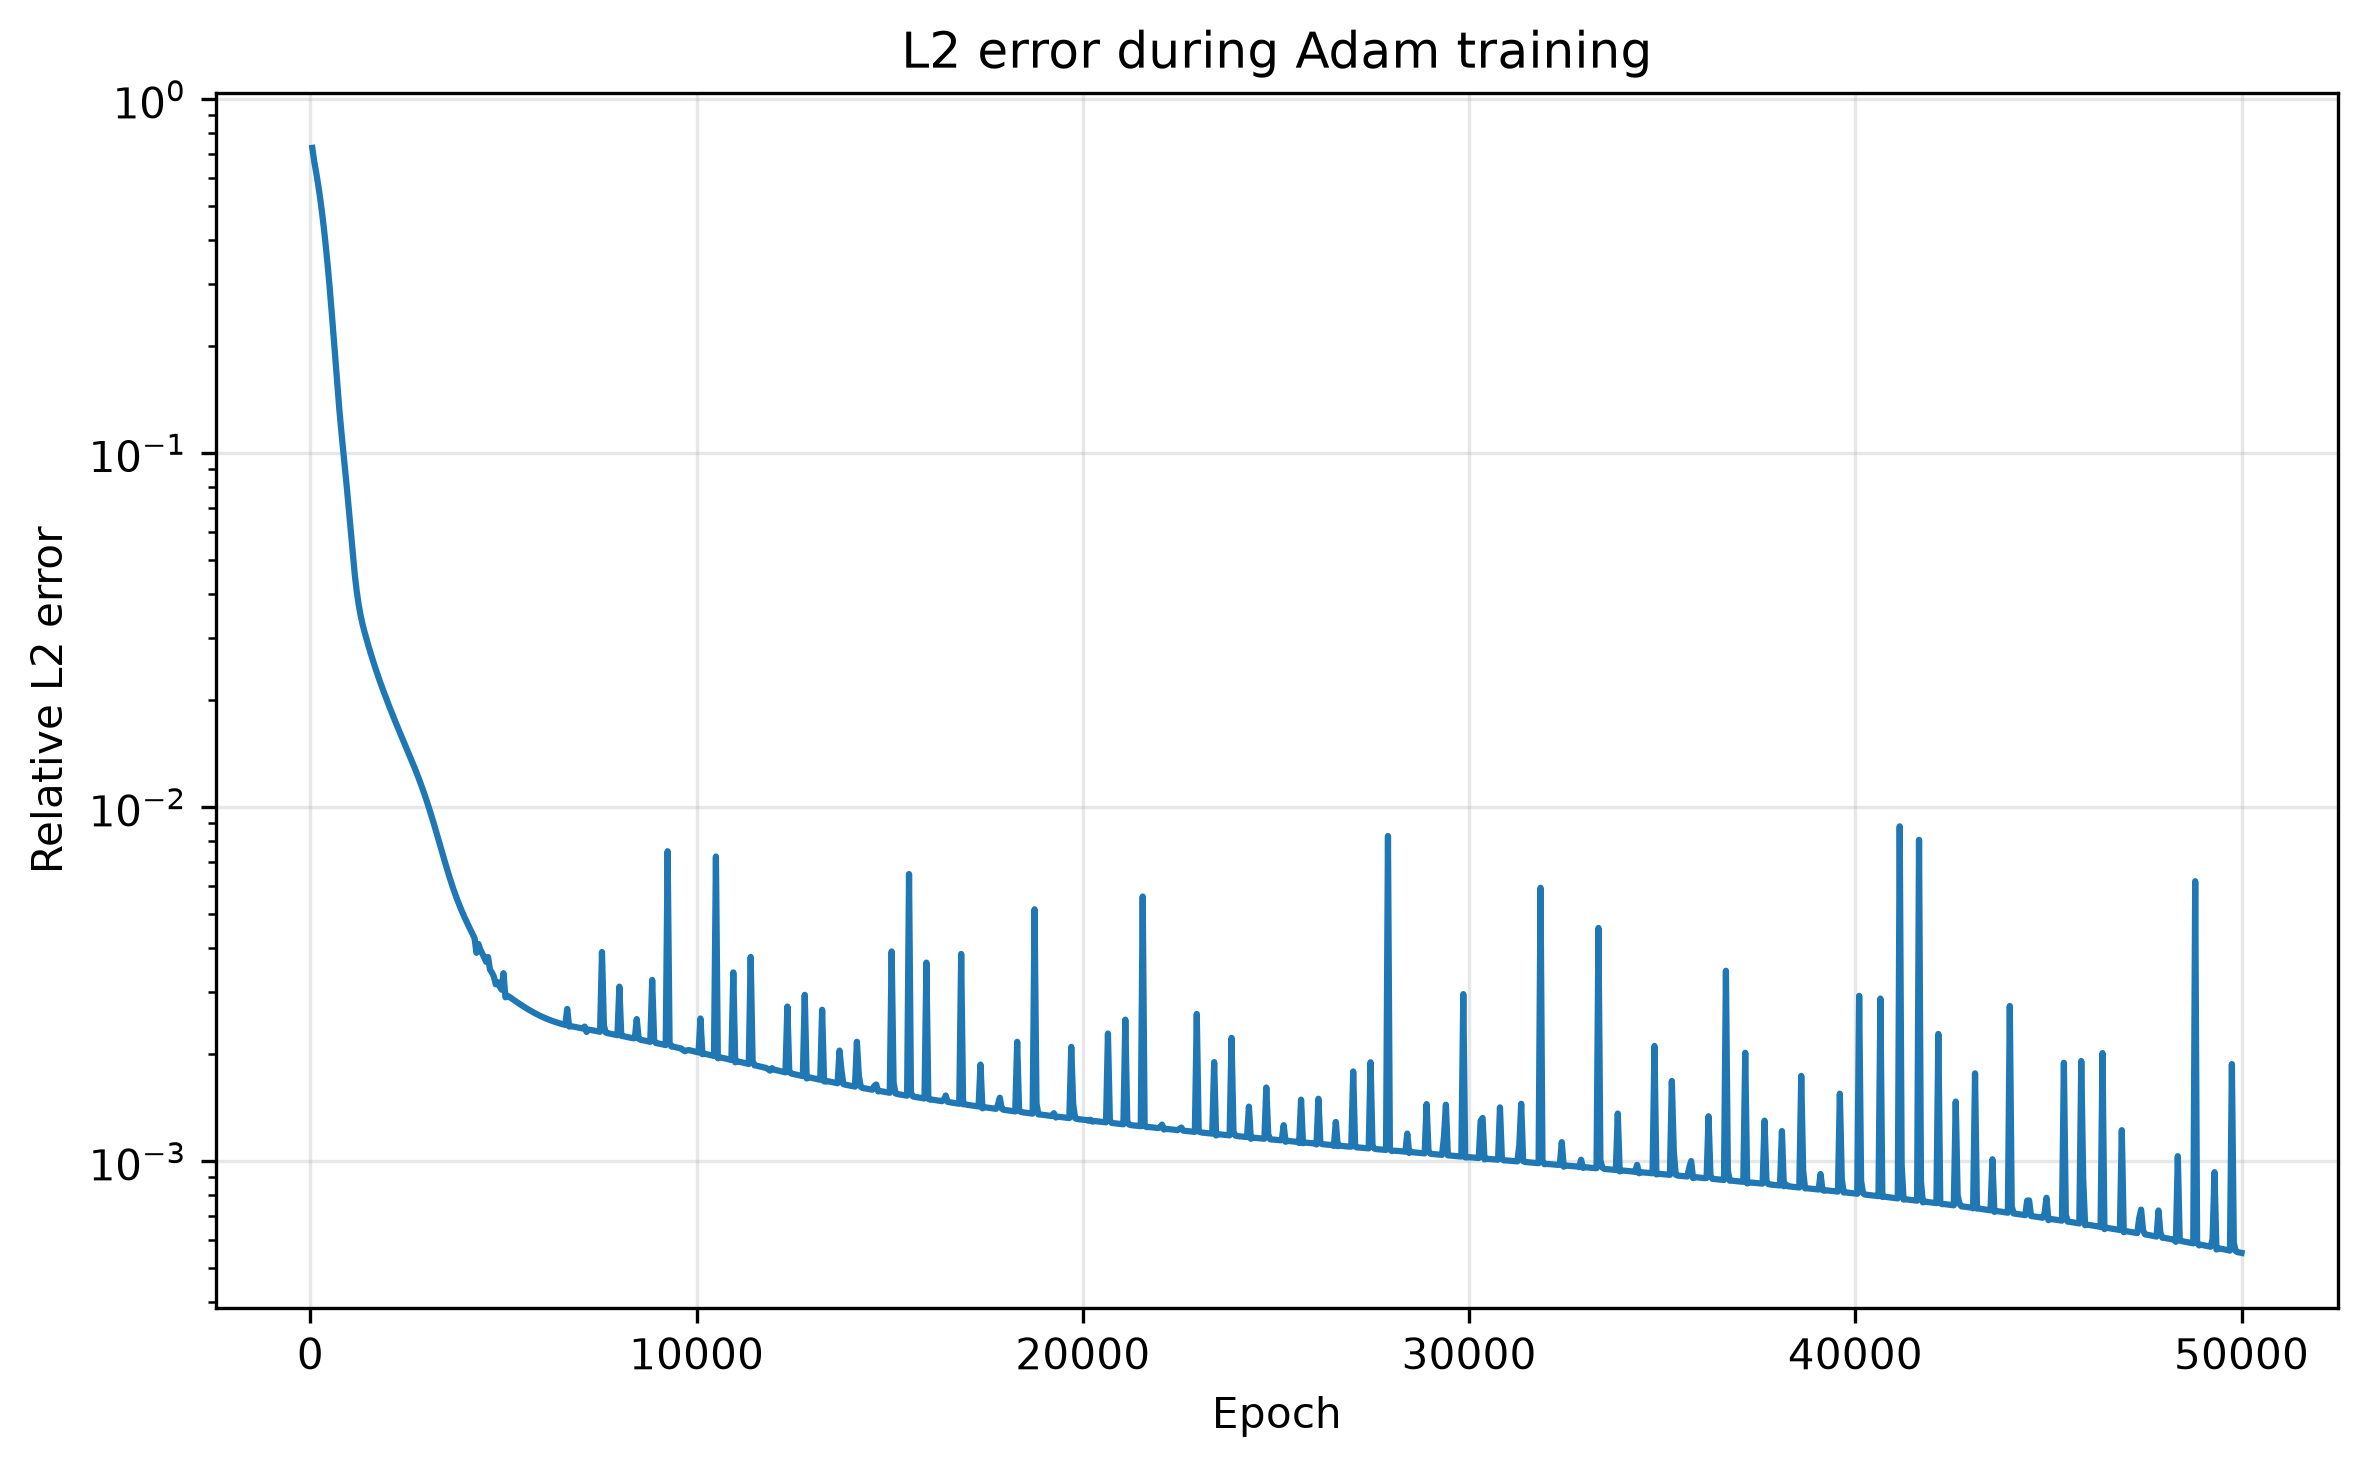 L2 error during Adam training
Relative L2 error
10⁰
10⁻¹
10⁻²
10⁻³
0 10000 20000 30000 40000 50000
Epoch